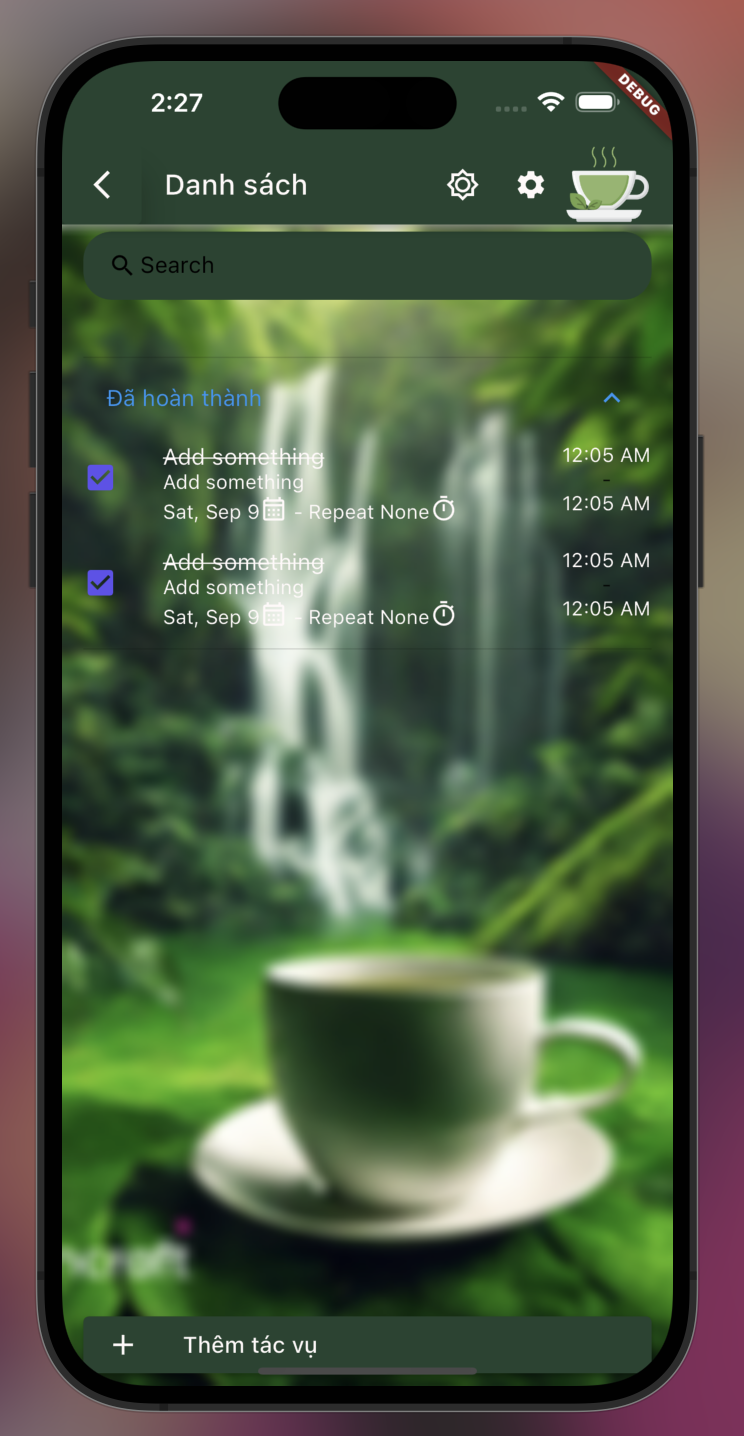 2:27
DEBUG
Danh sách
Search
Đã hoàn thành
Add something
12:05 AM
Add something
-
Sat, Sep 9 - Repeat None
12:05 AM
Add something
12:05 AM
Add something
-
Sat, Sep 9 - Repeat None
12:05 AM
Thêm tác vụ